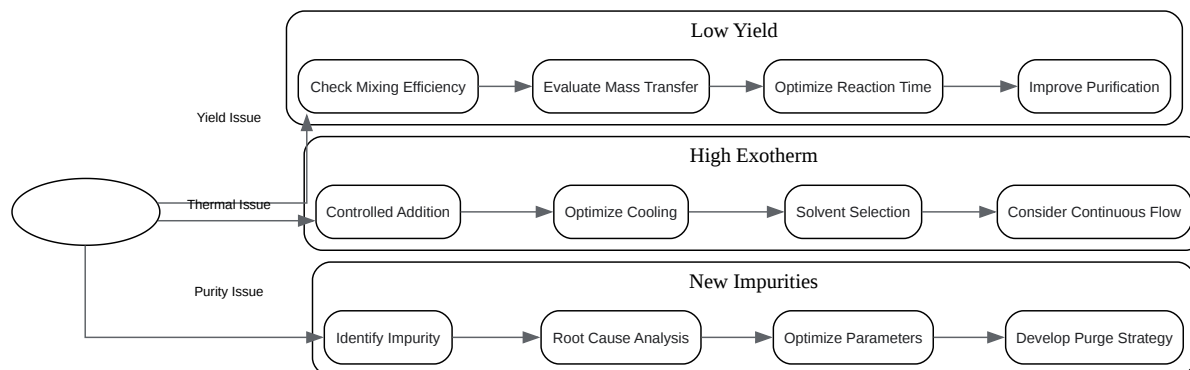 Low Yield
Check Mixing Efficiency
Evaluate Mass Transfer
Optimize Reaction Time
Improve Purification
Yield Issue
High Exotherm
Thermal Issue
Controlled Addition
Optimize Cooling
Solvent Selection
Consider Continuous Flow
New Impurities
Purity Issue
Identify Impurity
Root Cause Analysis
Optimize Parameters
Develop Purge Strategy